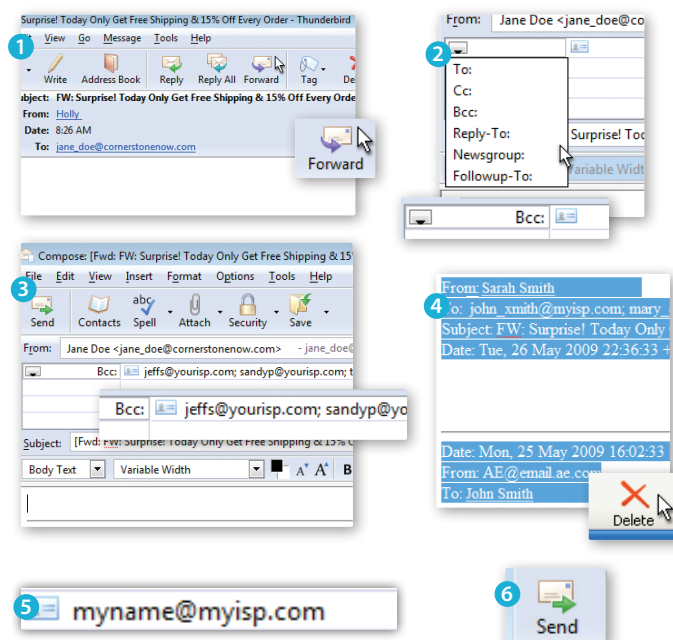 Surprise! Today Only Get Free Shipping & 15% Off Every Order - Thunderbird
1
View Go Message Tools Help
Write Address Book Reply Reply All Forward Tag
Subject: FW: Surprise! Today Only Get Free Shipping & 15% Off Every Orde
From: Holly
Date: 8:26 AM
To: jane_doe@cornerstonenow.com
Forward
2
From: Jane Doe <jane_doe@co
To:
Cc:
Bcc:
Reply-To:
Newsgroup:
Followup-To:
Surprise! Too
Variable Widt
Bcc:
3
Compose: [Fwd: FW: Surprise! Today Only Get Free Shipping & 15
File Edit View Insert Format Options Tools Help
Send Contacts Spell Attach Security Save
From: Jane Doe <jane_doe@cornerstonenow.com> - jane_doe@
Bcc: jeffs@yourisp.com; sandyp@yourisp.com; t
Bcc: jeffs@yourisp.com; sandyp@yo
Subject: [Fwd: FW: Surprise! Today Only Get Free Shipping & 15% O
Body Text Variable Width A A B
4
From: Sarah Smith
To: john_xmith@myisp.com; mary_
Subject: FW: Surprise! Today Only
Date: Tue, 26 May 2009 22:36:33 +
Date: Mon, 25 May 2009 16:02:33
From: AE@email.ae.com
To: John Smith
Delete
5
myname@myisp.com
6
Send